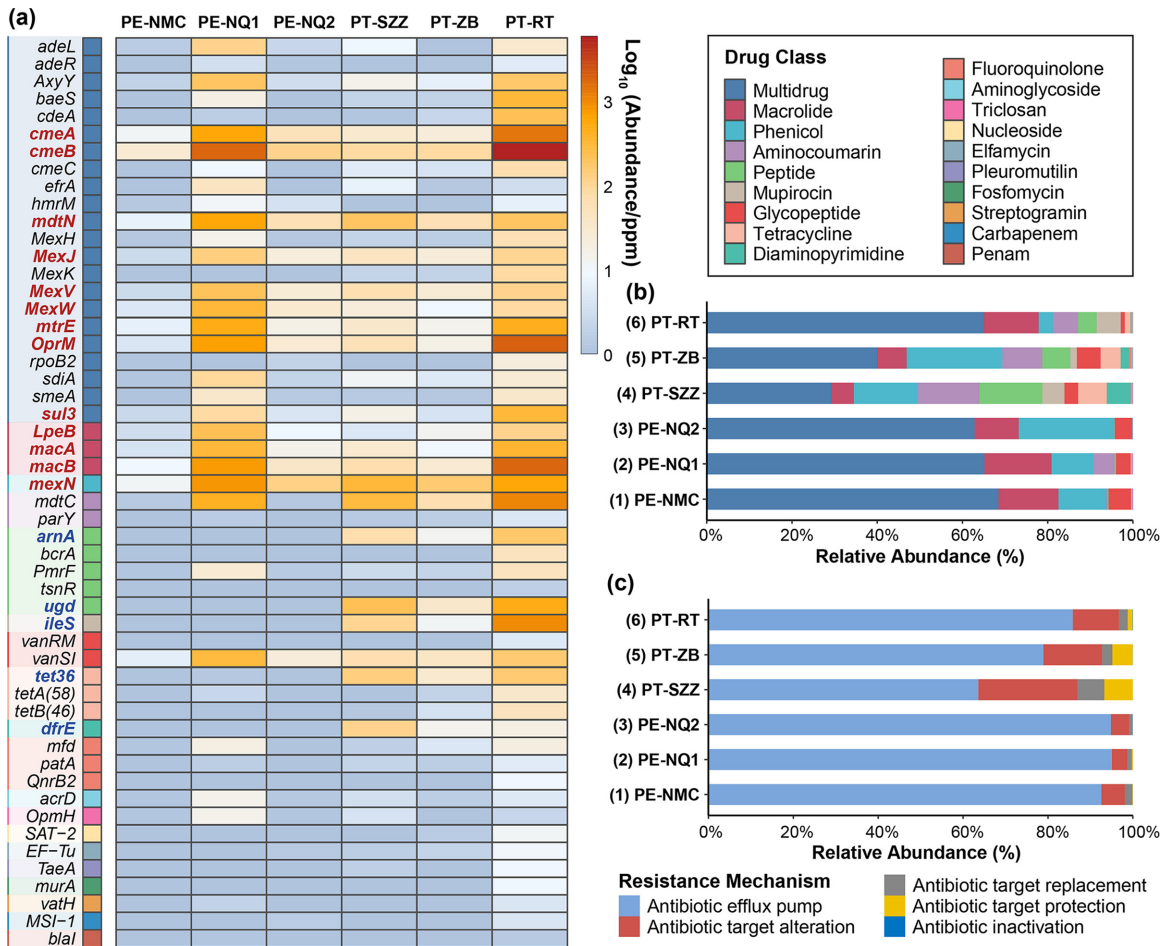 (a)
PE-NMC PE-NQ1 PE-NQ2 PT-SZZ PT-ZB PT-RT
adeL
adeR
AxyY
baeS
cdeA
cmeA
cmeB
cmeC
efrA
hmrM
mdtN
MexH
MexJ
MexK
MexV
MexW
mtrE
OprM
rpoB2
sdiA
smeA
sul3
LpeB
macA
macB
mexN
mdtC
parY
arnA
bcrA
PmrF
tsnR
ugd
ileS
vanRM
vanSI
tet36
tetA(58)
tetB(46)
dfrE
mfd
patA
QnrB2
acrD
OpmH
SAT−2
EF−Tu
TaeA
murA
vatH
MSI−1
blaI
3
2
1
0
Log10 (Abundance/ppm)
Drug Class
Multidrug
Macrolide
Phenicol
Aminocoumarin
Peptide
Mupirocin
Glycopeptide
Tetracycline
Diaminopyrimidine
Fluoroquinolone
Aminoglycoside
Triclosan
Nucleoside
Elfamycin
Pleuromutilin
Fosfomycin
Streptogramin
Carbapenem
Penam
(b)
(6) PT-RT
(5) PT-ZB
(4) PT-SZZ
(3) PE-NQ2
(2) PE-NQ1
(1) PE-NMC
0% 20% 40% 60% 80% 100%
Relative Abundance (%)
(c)
(6) PT-RT
(5) PT-ZB
(4) PT-SZZ
(3) PE-NQ2
(2) PE-NQ1
(1) PE-NMC
0% 20% 40% 60% 80% 100%
Relative Abundance (%)
Resistance Mechanism
Antibiotic efflux pump
Antibiotic target alteration
Antibiotic target replacement
Antibiotic target protection
Antibiotic inactivation